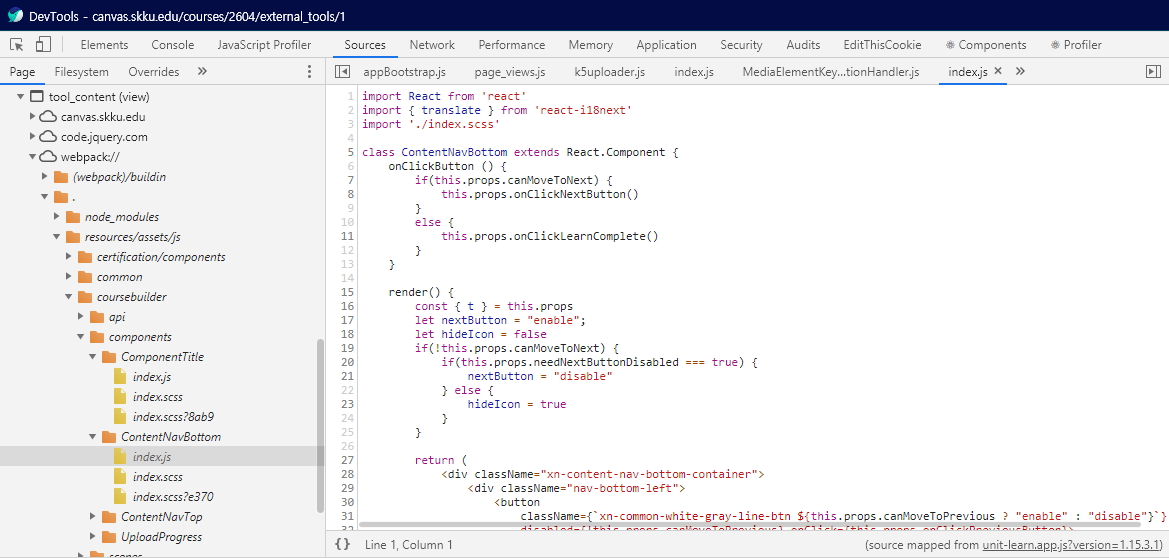 DevTools - canvas.skku.edu/courses/2604/external_tools/1
Elements Console JavaScript Profiler Sources Network Performance Memory Application Security Audits EditThisCookie Components Profiler
Page Filesystem Overrides »
appBootstrap.js page_views.js k5uploader.js index.js MediaElementKey...tionHandler.js index.js × »
tool_content (view)
canvas.skku.edu
code.jquery.com
webpack://
(webpack)/buildin
.
node_modules
resources/assets/js
certification/components
common
coursebuilder
api
components
ComponentTitle
index.js
index.scss
index.scss?8ab9
ContentNavBottom
index.js
index.scss
index.scss?e370
ContentNavTop
UploadProgress
scenes
1 import React from 'react'
2 import { translate } from 'react-i18next'
3 import './index.scss'
4
5 class ContentNavBottom extends React.Component {
6 onClickButton () {
7 if(this.props.canMoveToNext) {
8 this.props.onClickNextButton()
9 }
10 else {
11 this.props.onClickLearnComplete()
12 }
13 }
14
15 render() {
16 const { t } = this.props
17 let nextButton = "enable";
18 let hideIcon = false
19 if(!this.props.canMoveToNext) {
20 if(this.props.needNextButtonDisabled === true) {
21 nextButton = "disable"
22 } else {
23 hideIcon = true
24 }
25 }
26
27 return (
28 <div className="xn-content-nav-bottom-container">
29 <div className="nav-bottom-left">
30 <button
31 className={`xn-common-white-gray-line-btn ${this.props.canMoveToPrevious ? "enable" : "disable"}`}
32 disabled={!this.props.canMoveToPrevious} onClick={this.props.onClickPreviousButton}>
{} Line 1, Column 1
(source mapped from unit-learn.app.js?version=1.15.3.1)